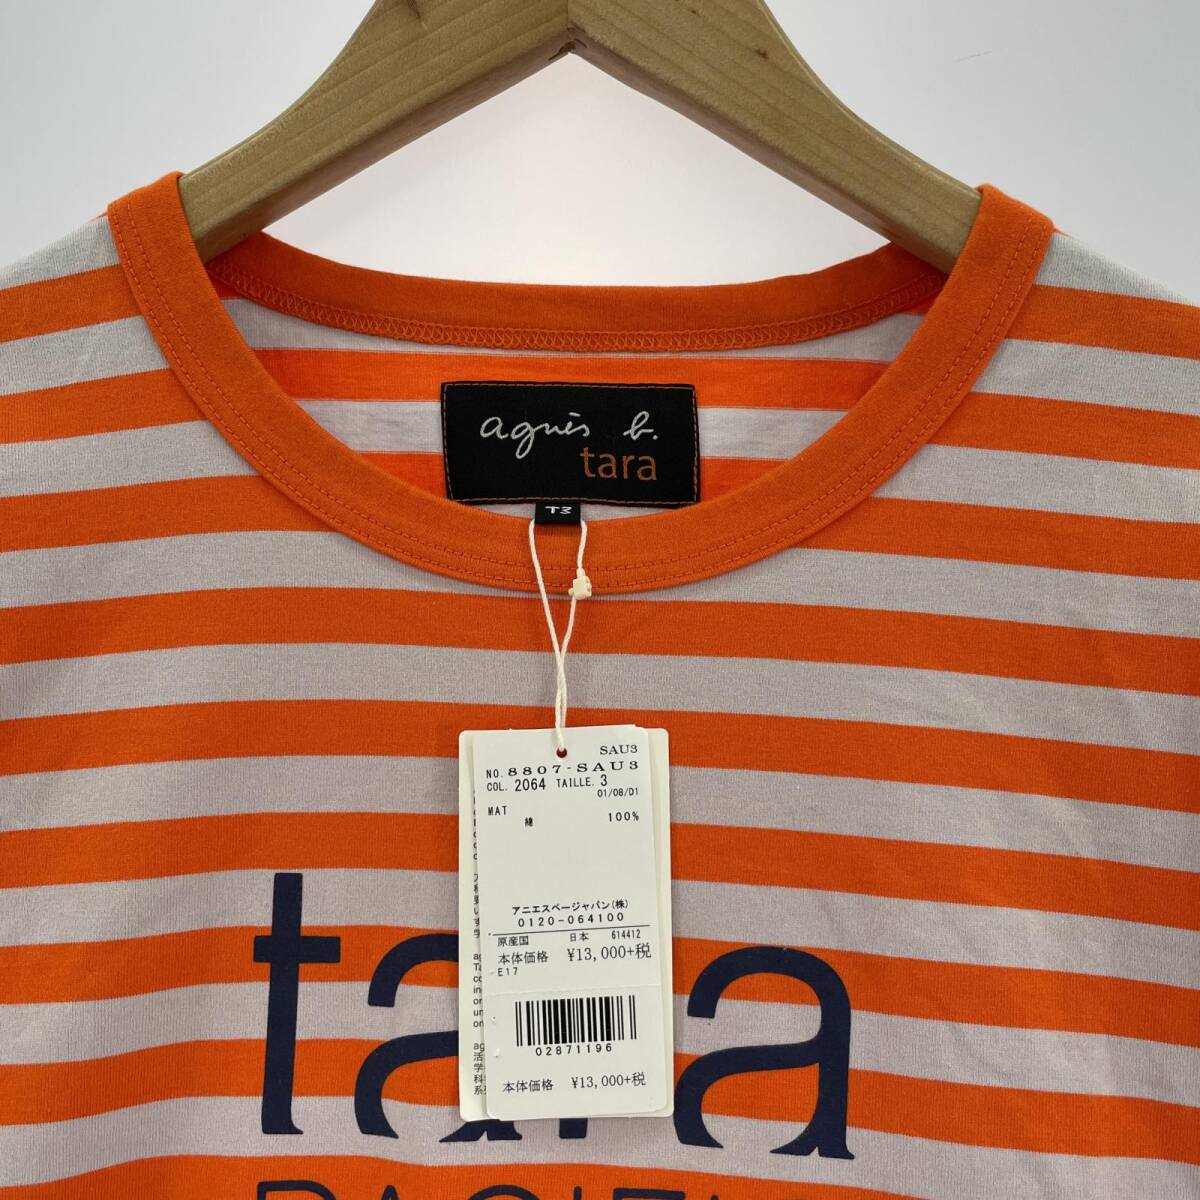 agnès b.
tara
T3
SAU3
NO. 8807-SAU3
COL. 2064 TAILLE. 3
01/08/D1
MAT
綿 100%
アニエスベージャパン(株)
0120-064100
原産国 日本 614412
本体価格 ¥13,000+税
E17
02871196
本体価格 ¥13,000+税
tara